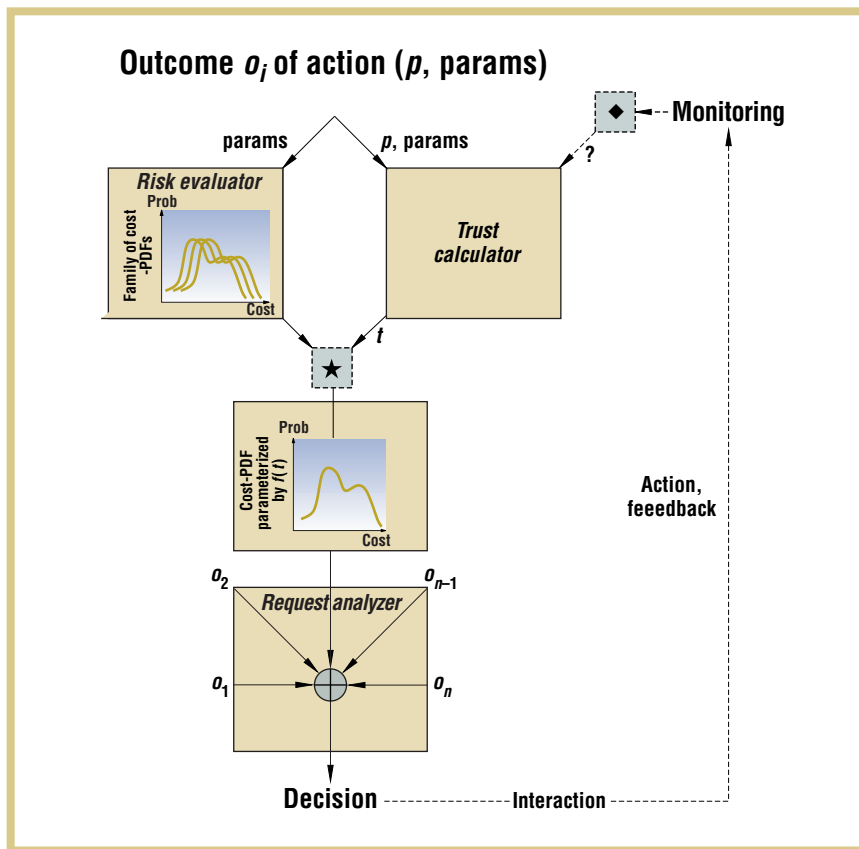 Outcome oi of action (p, params)
Monitoring
params
p, params
?
Risk evaluator
Prob
Family of cost
-PDFs
Cost
Trust
calculator
t
Prob
Cost-PDF
parameterized
by f(t)
Cost
Action,
feeedback
o2
on–1
Request analyzer
o1
on
Decision
Interaction